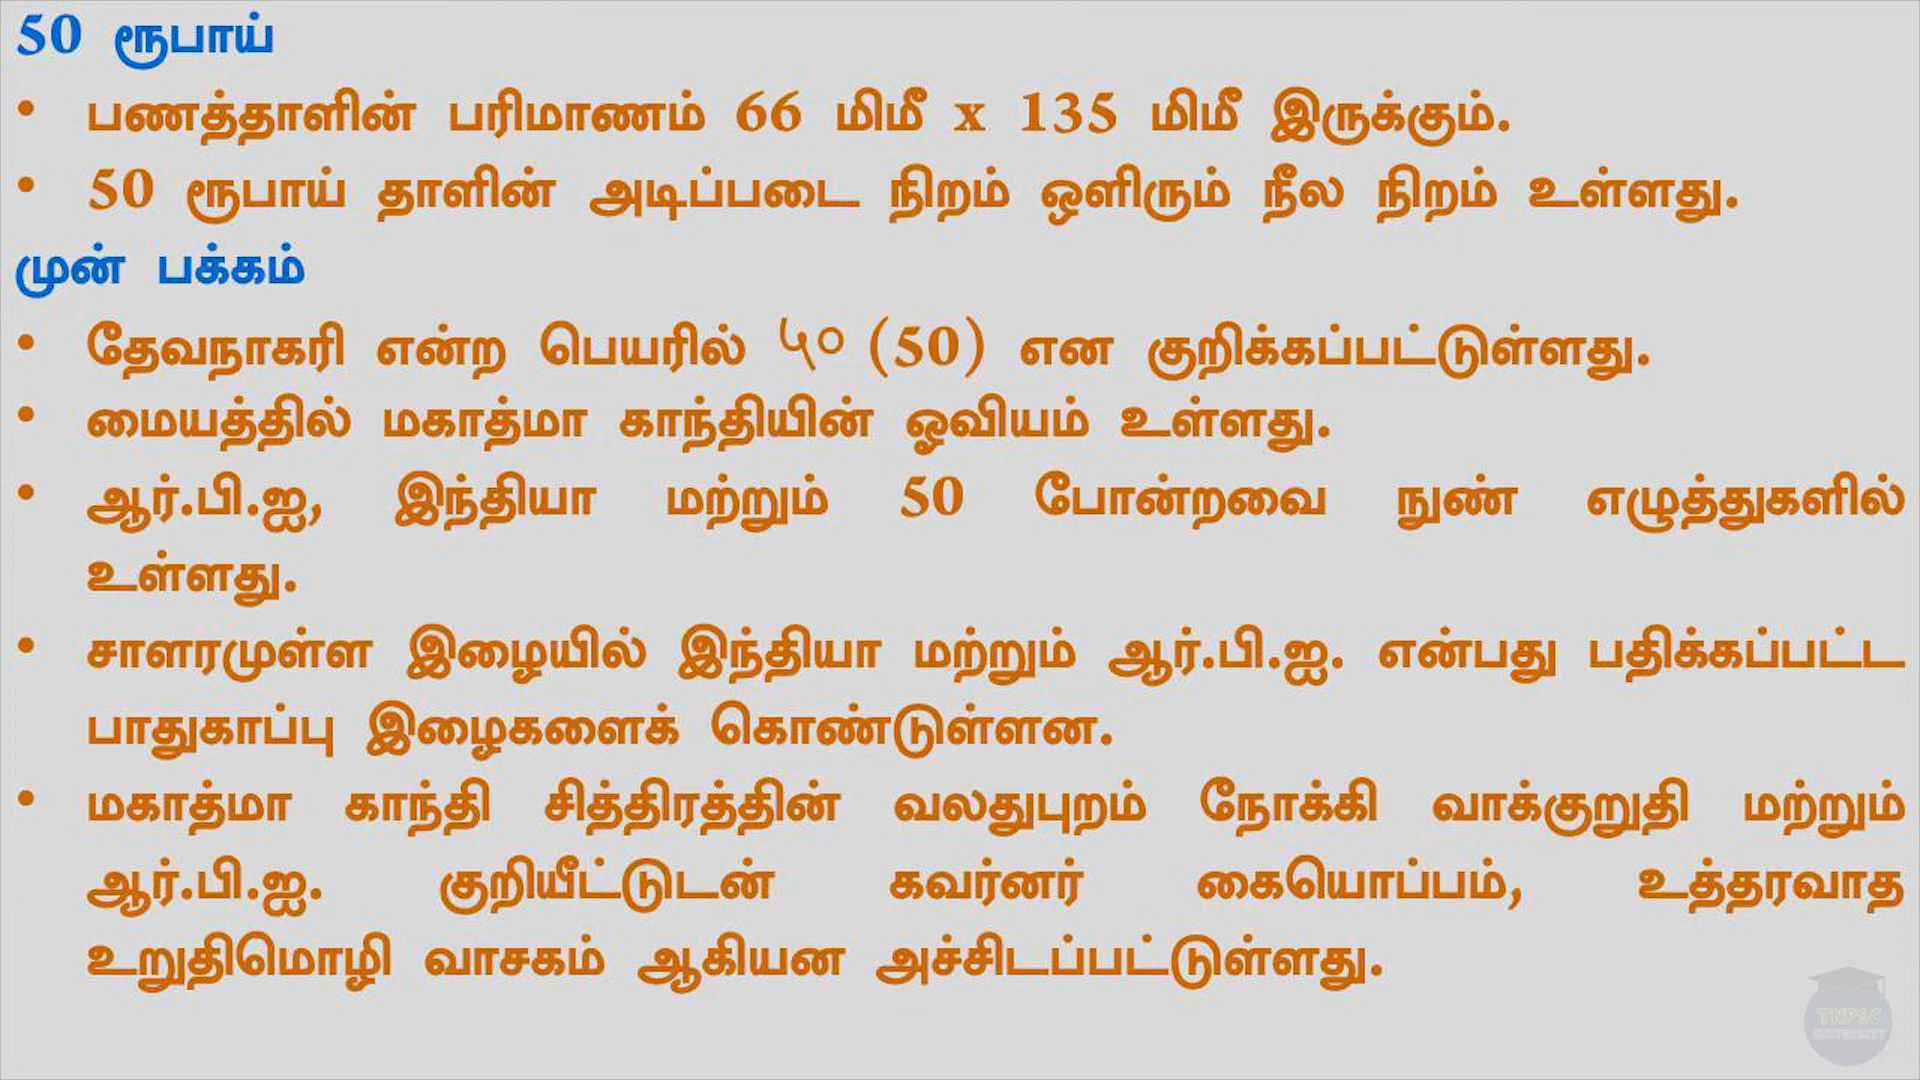 50 ரூபாய்
• பணத்தாளின் பரிமாணம் 66 மிமீ x 135 மிமீ இருக்கும்.
• 50 ரூபாய் தாளின் அடிப்படை நிறம் ஒளிரும் நீல நிறம் உள்ளது.
முன் பக்கம்
• தேவநாகரி என்ற பெயரில் ५० (50) என குறிக்கப்பட்டுள்ளது.
• மையத்தில் மகாத்மா காந்தியின் ஓவியம் உள்ளது.
• ஆர்.பி.ஐ, இந்தியா மற்றும் 50 போன்றவை நுண் எழுத்துகளில்
உள்ளது.
• சாளரமுள்ள இழையில் இந்தியா மற்றும் ஆர்.பி.ஐ. என்பது பதிக்கப்பட்ட
பாதுகாப்பு இழைகளைக் கொண்டுள்ளன.
• மகாத்மா காந்தி சித்திரத்தின் வலதுபுறம் நோக்கி வாக்குறுதி மற்றும்
ஆர்.பி.ஐ. குறியீட்டுடன் கவர்னர் கையொப்பம், உத்தரவாத
உறுதிமொழி வாசகம் ஆகியன அச்சிடப்பட்டுள்ளது.
TNPSC